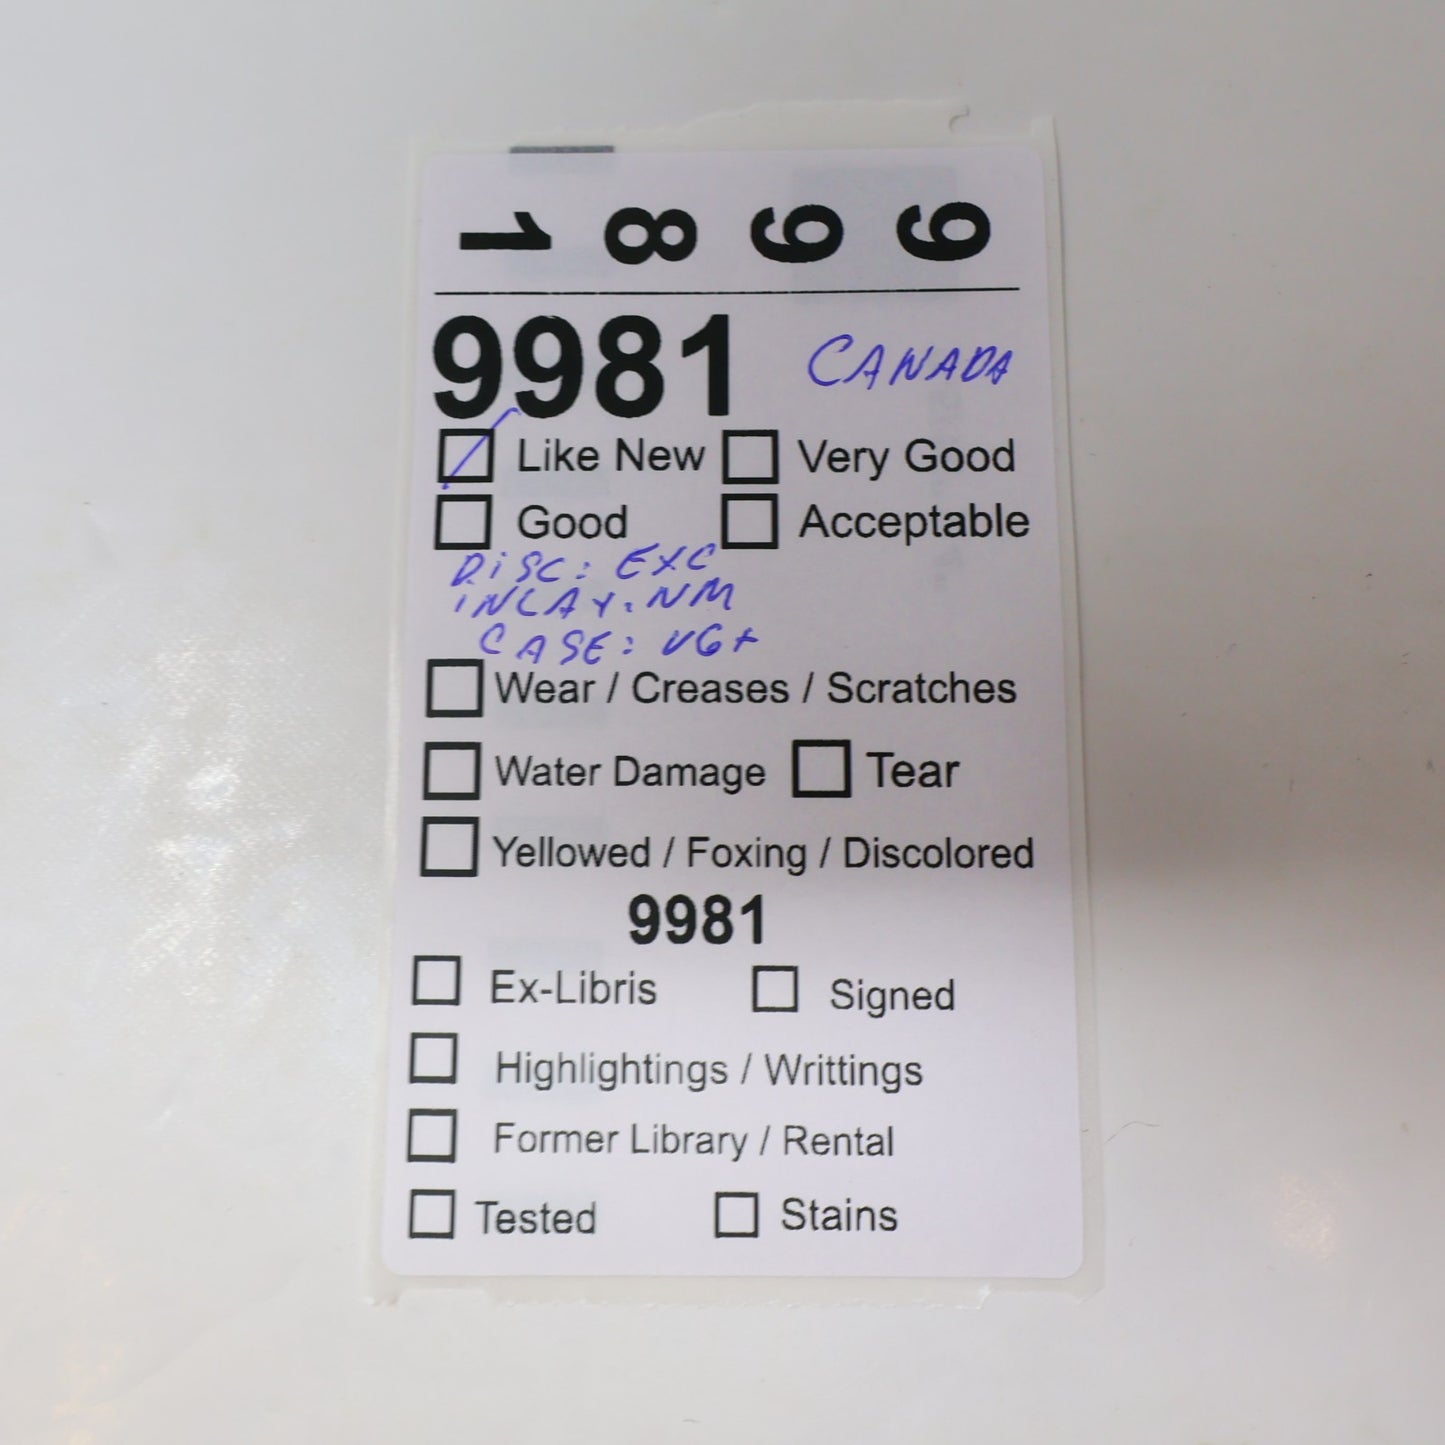 9 9 8 1
9981 CANADA
Like New Very Good
Good Acceptable
DISC: EXC
INLAY: NM
CASE: VG+
Wear / Creases / Scratches
Water Damage Tear
Yellowed / Foxing / Discolored
9981
Ex-Libris Signed
Highlightings / Writtings
Former Library / Rental
Tested Stains